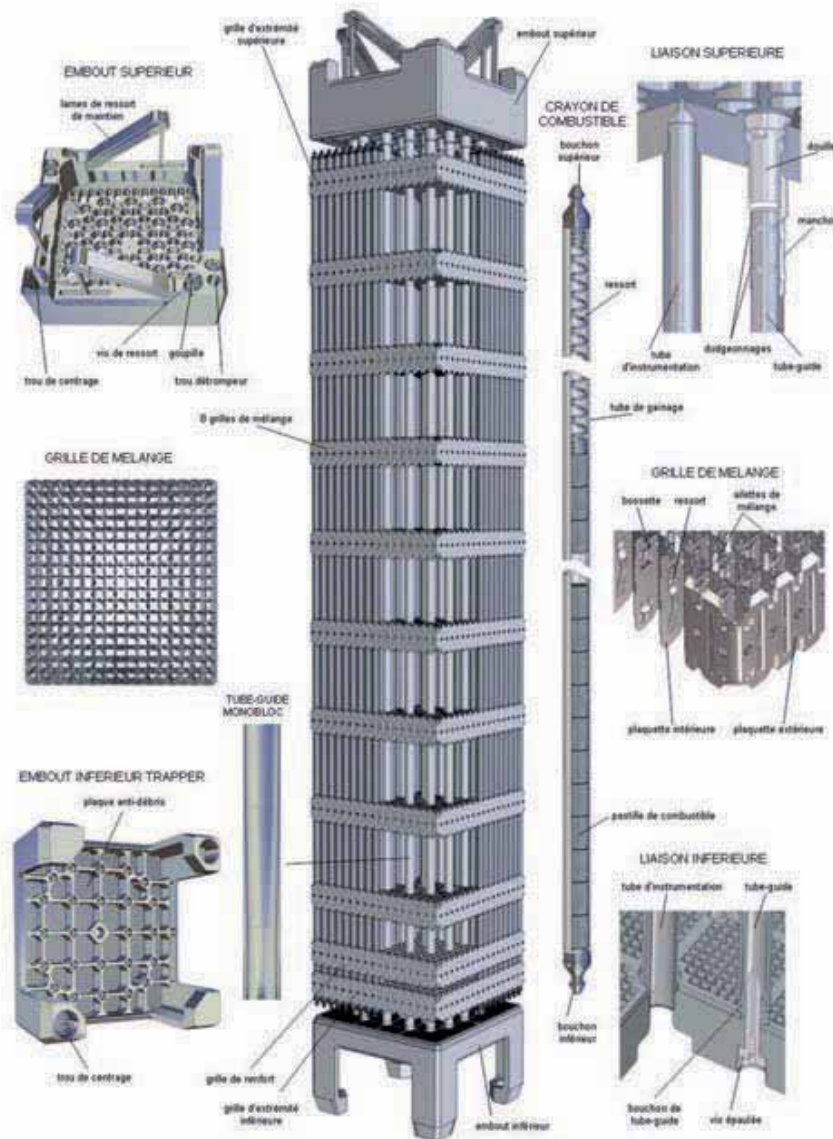 grille d'extrémité
supérieure
embout supérieur
EMBOUT SUPERIEUR
lames de ressort
de maintien
vis de ressort
goupille
trou de centrage
trou détrompeur
CRAYON DE
COMBUSTIBLE
bouchon
supérieur
ressort
tube de gainage
pastille de combustible
bouchon
inférieur
LIAISON SUPERIEURE
tube
d'instrumentation
dudgeonnages
tube-guide
8 grilles de mélange
GRILLE DE MELANGE
GRILLE DE MELANGE
bossette
ressort
ailettes de
mélange
plaquette intérieure
plaquette extérieure
TUBE-GUIDE
MONOBLOC
EMBOUT INFERIEUR TRAPPER
plaque anti-débris
trou de centrage
grille de renfort
grille d'extrémité
inférieure
embout inférieur
LIAISON INFERIEURE
tube d'instrumentation
tube-guide
bouchon de
tube-guide
vis épaulée